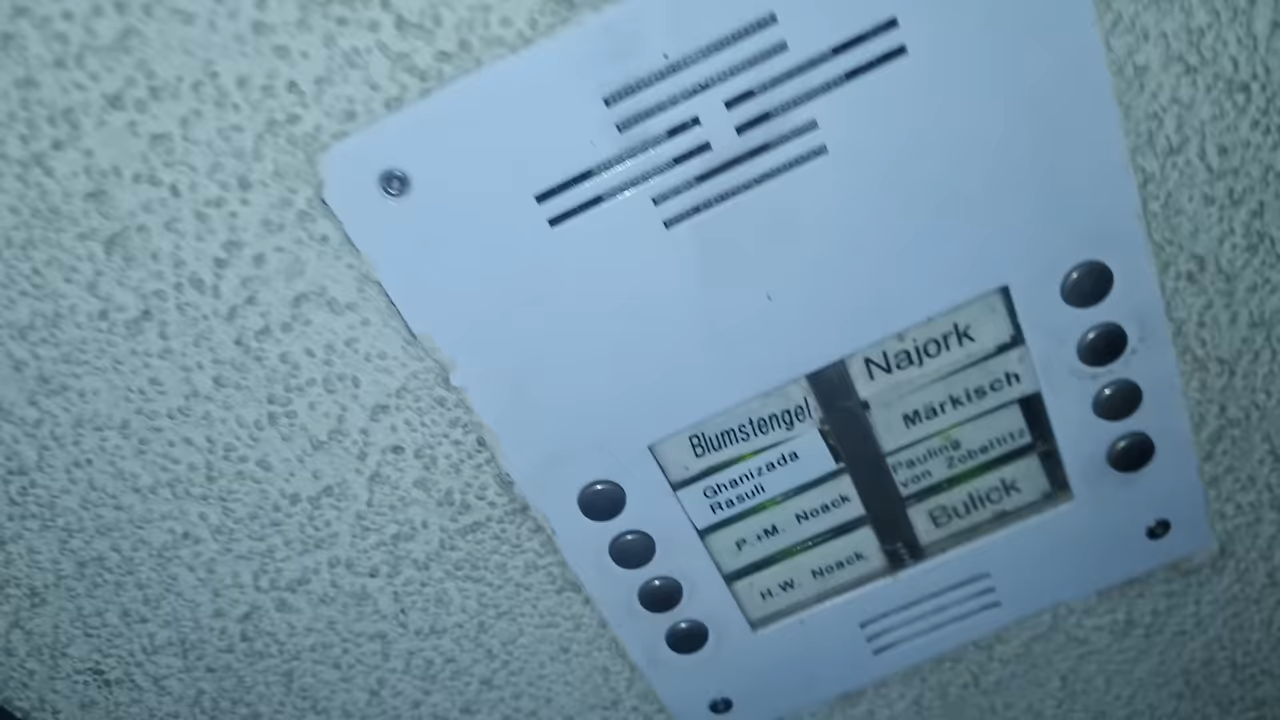 Blumstengel
Ghanizada
Rasuli
P.+M. Noack
H.W. Noack
Najork
Märkisch
Paulina
von Zobeltitz
Bulick